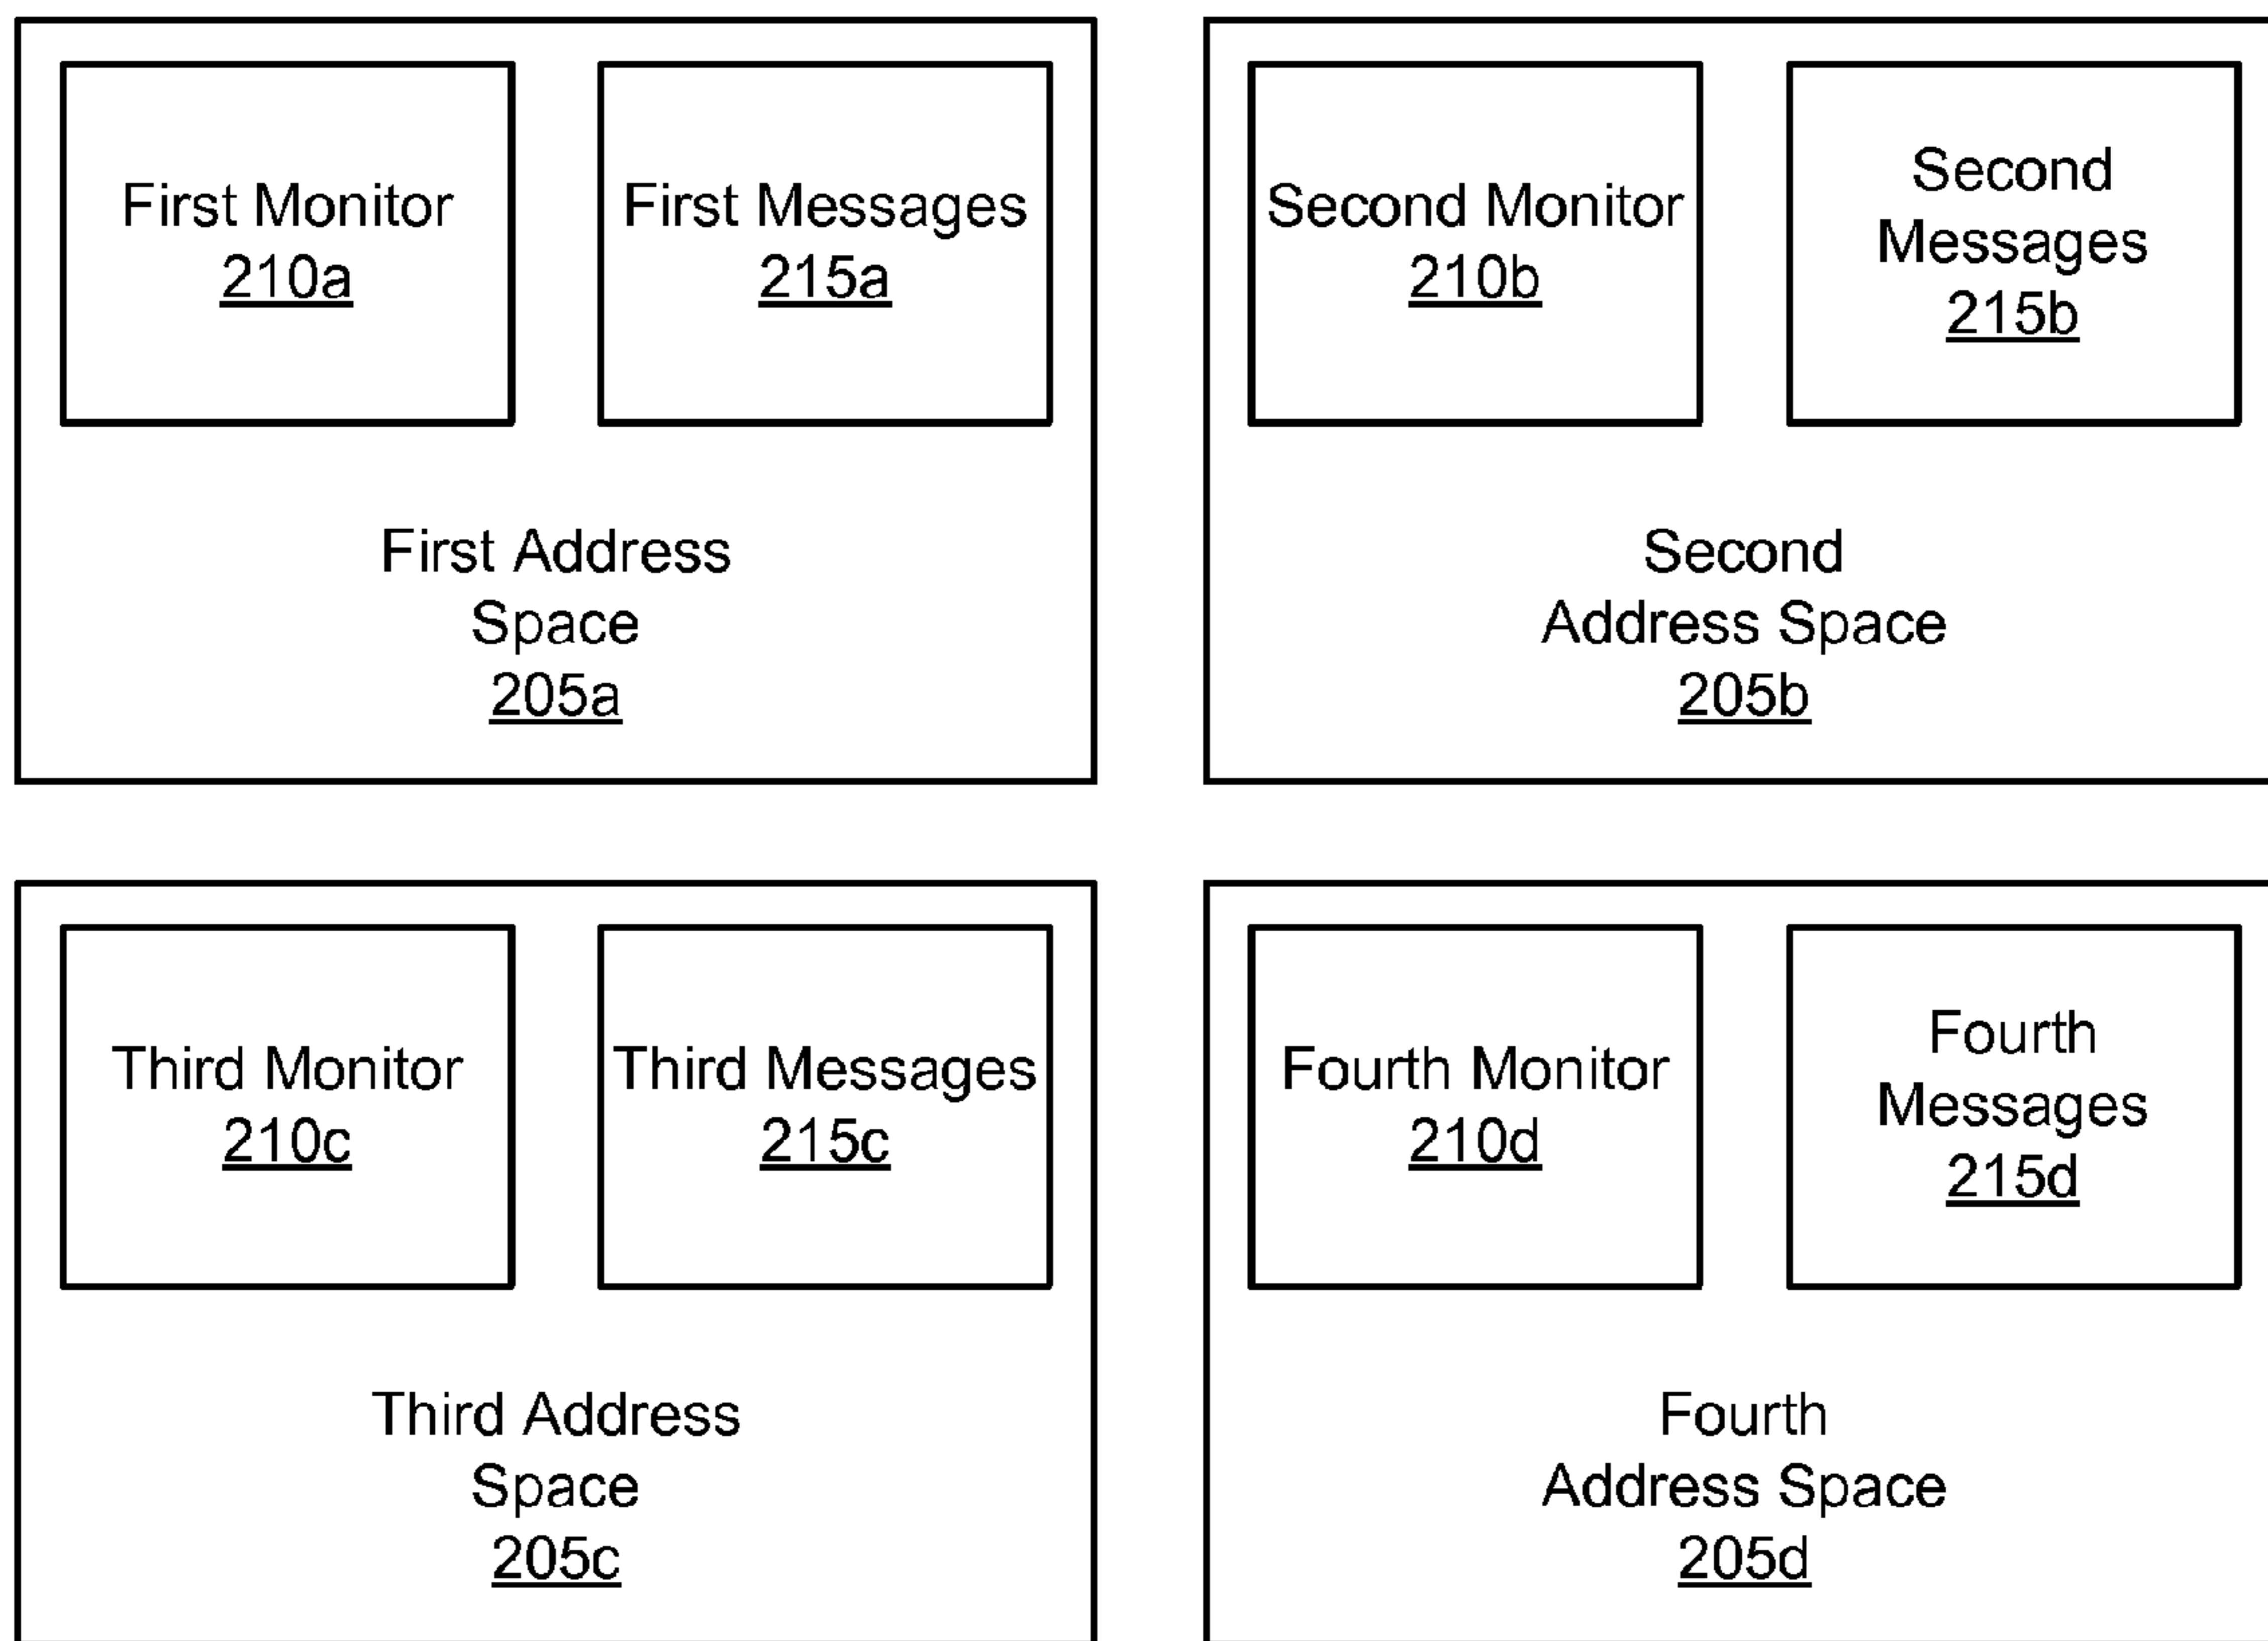 First Monitor
210a
First Messages
215a
First Address
Space
205a
Second Monitor
210b
Second
Messages
215b
Second
Address Space
205b
Third Monitor
210c
Third Messages
215c
Third Address
Space
205c
Fourth Monitor
210d
Fourth
Messages
215d
Fourth
Address Space
205d